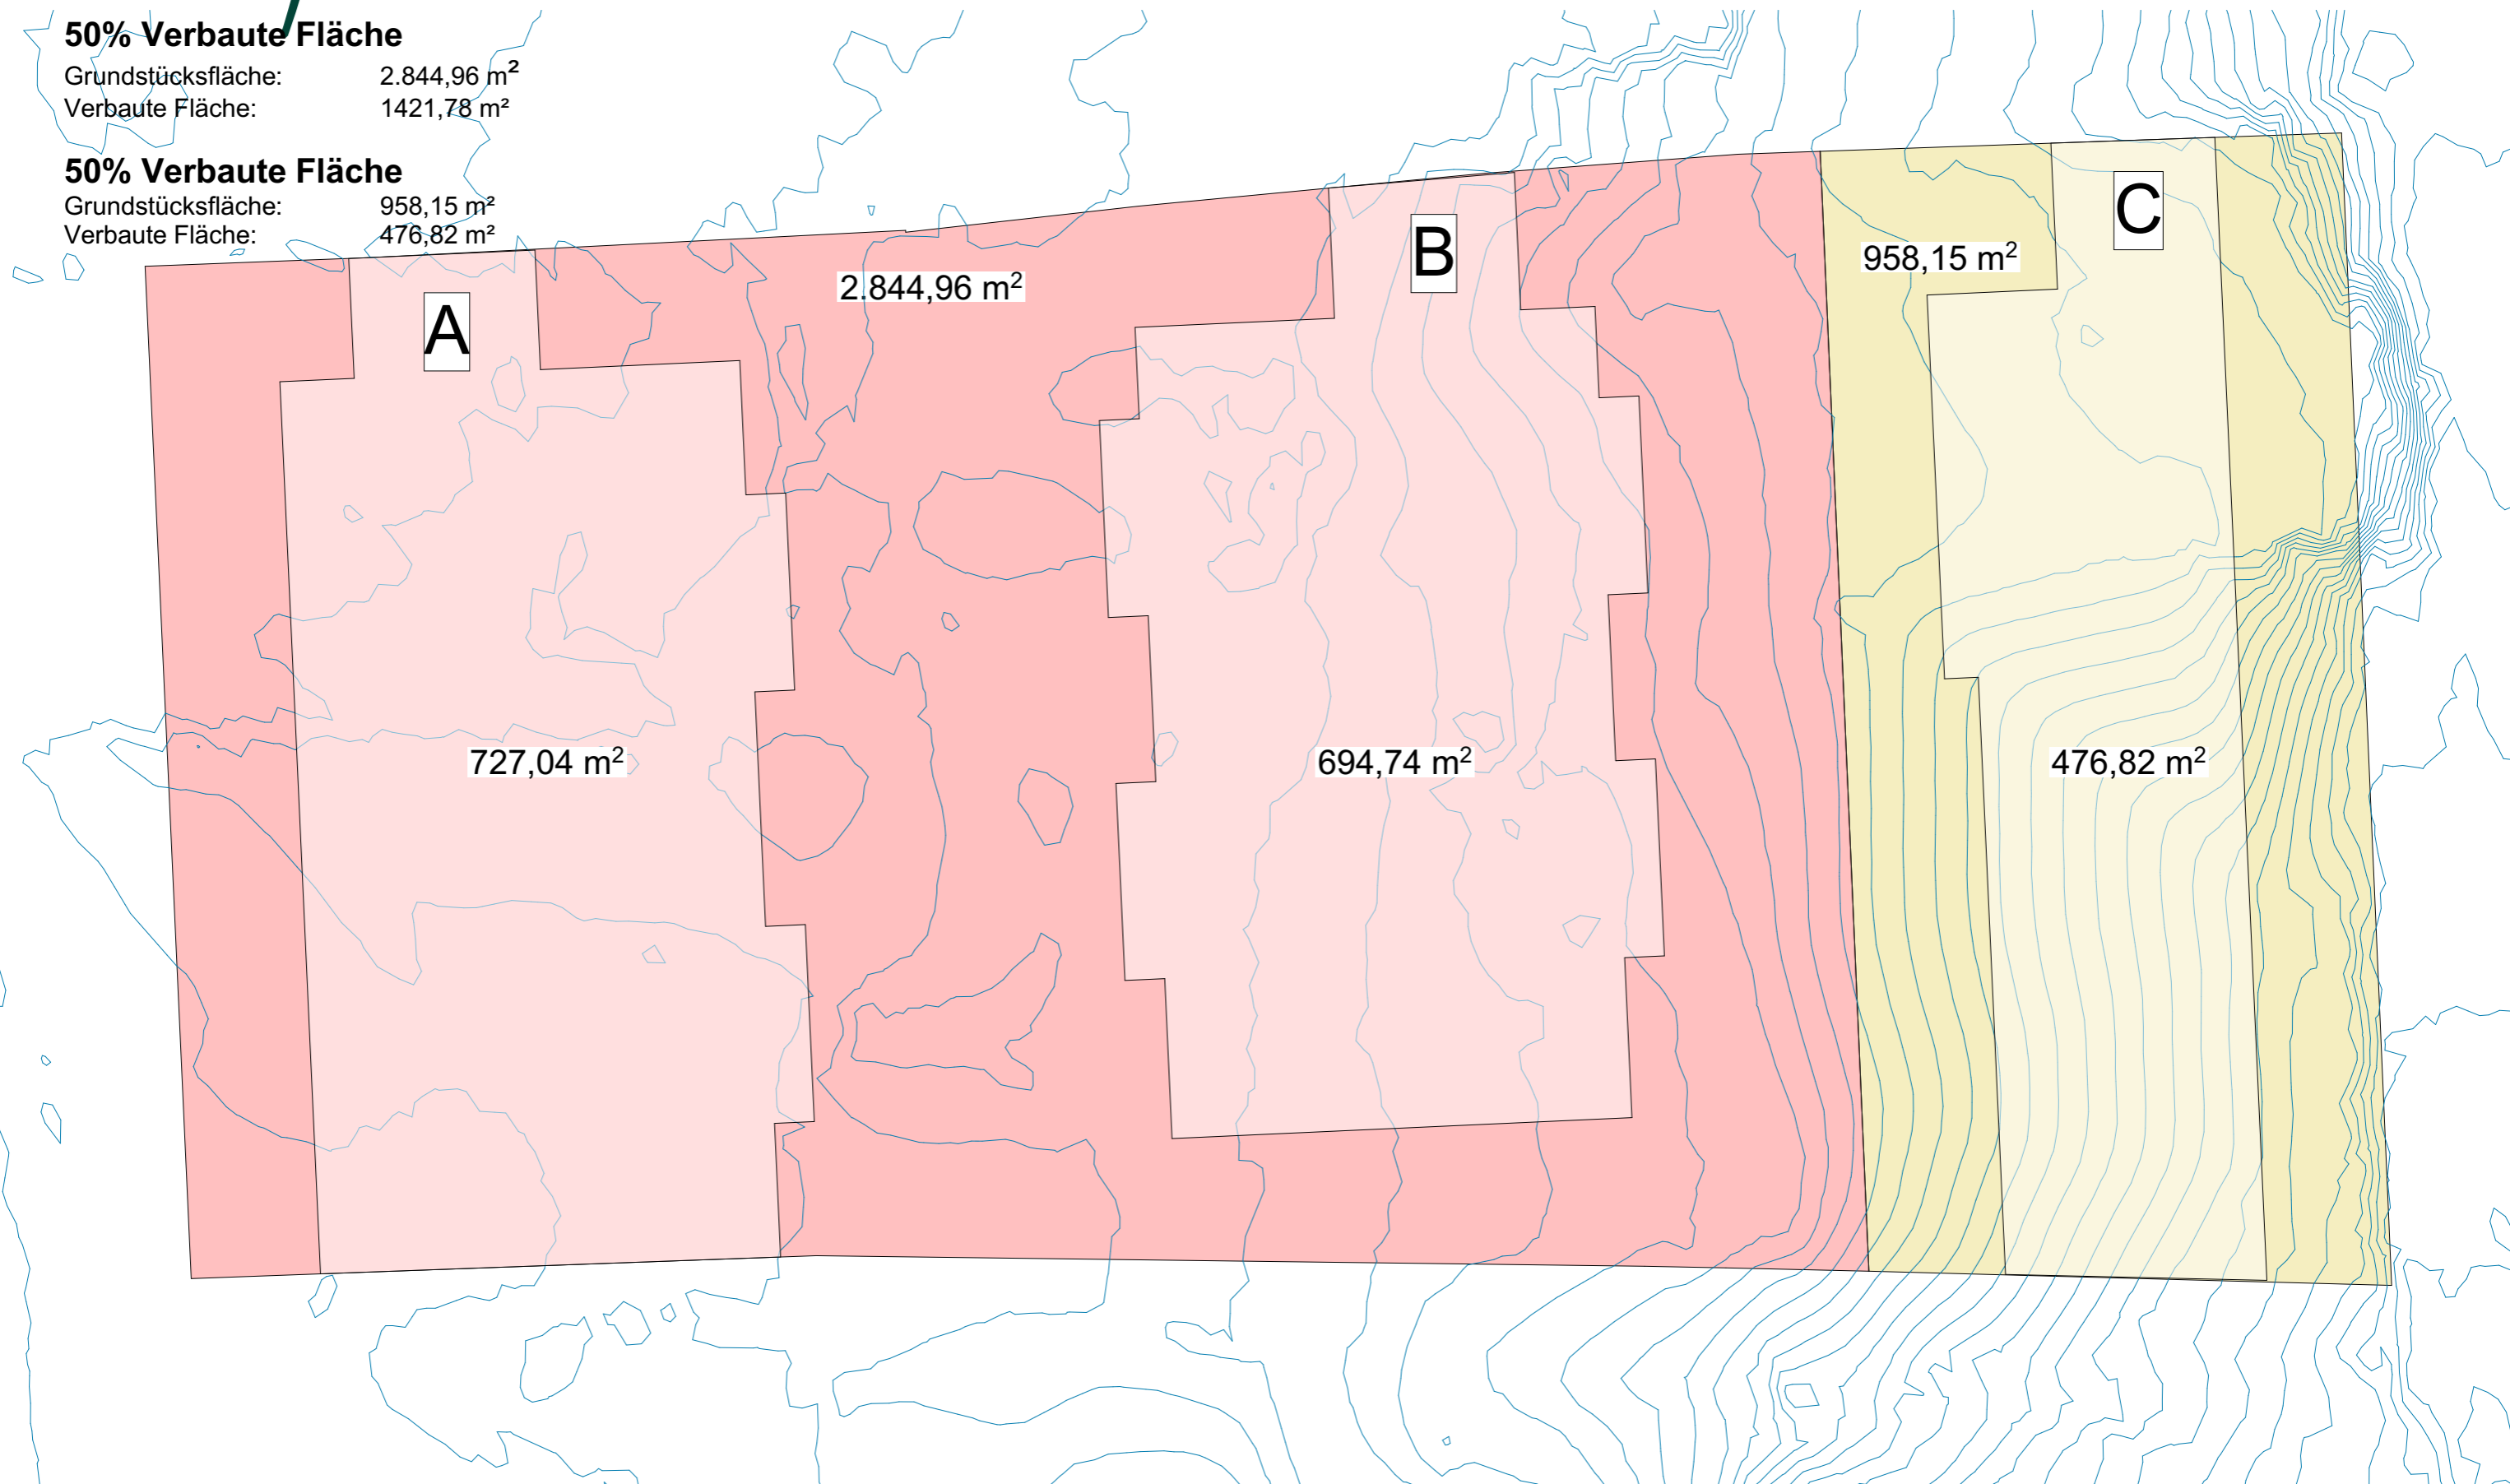 50% Verbaute Fläche
Grundstücksfläche: 2.844,96 m²
Verbaute Fläche: 1421,78 m²
50% Verbaute Fläche
Grundstücksfläche: 958,15 m²
Verbaute Fläche: 476,82 m²
A
2.844,96 m²
B
958,15 m²
C
727,04 m²
694,74 m²
476,82 m²